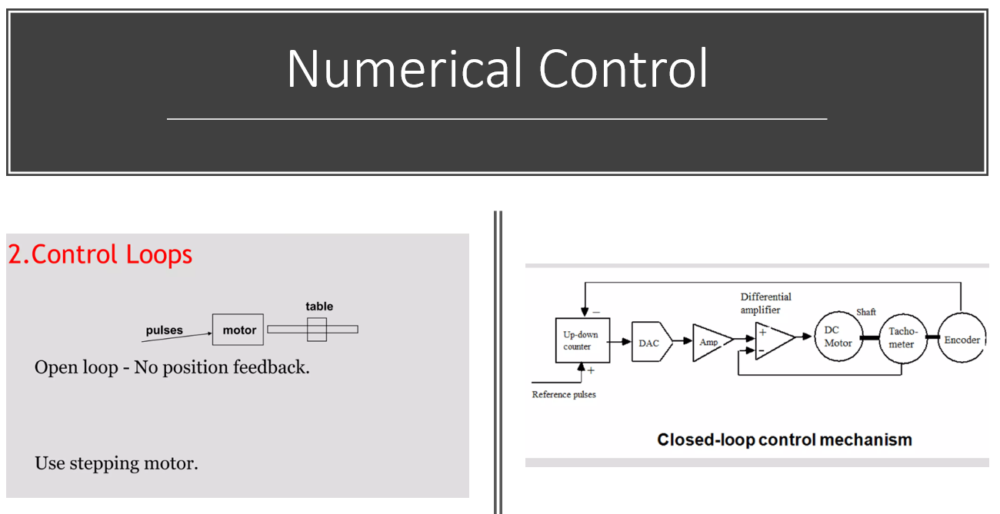 Numerical Control
2.Control Loops
table
pulses
motor
Open loop - No position feedback.
Use stepping motor.
Differential
amplifier
Shaft
−
Up-down
counter
DAC
Amp
+
−
DC
Motor
Tacho-
meter
Encoder
+
Reference pulses
Closed-loop control mechanism